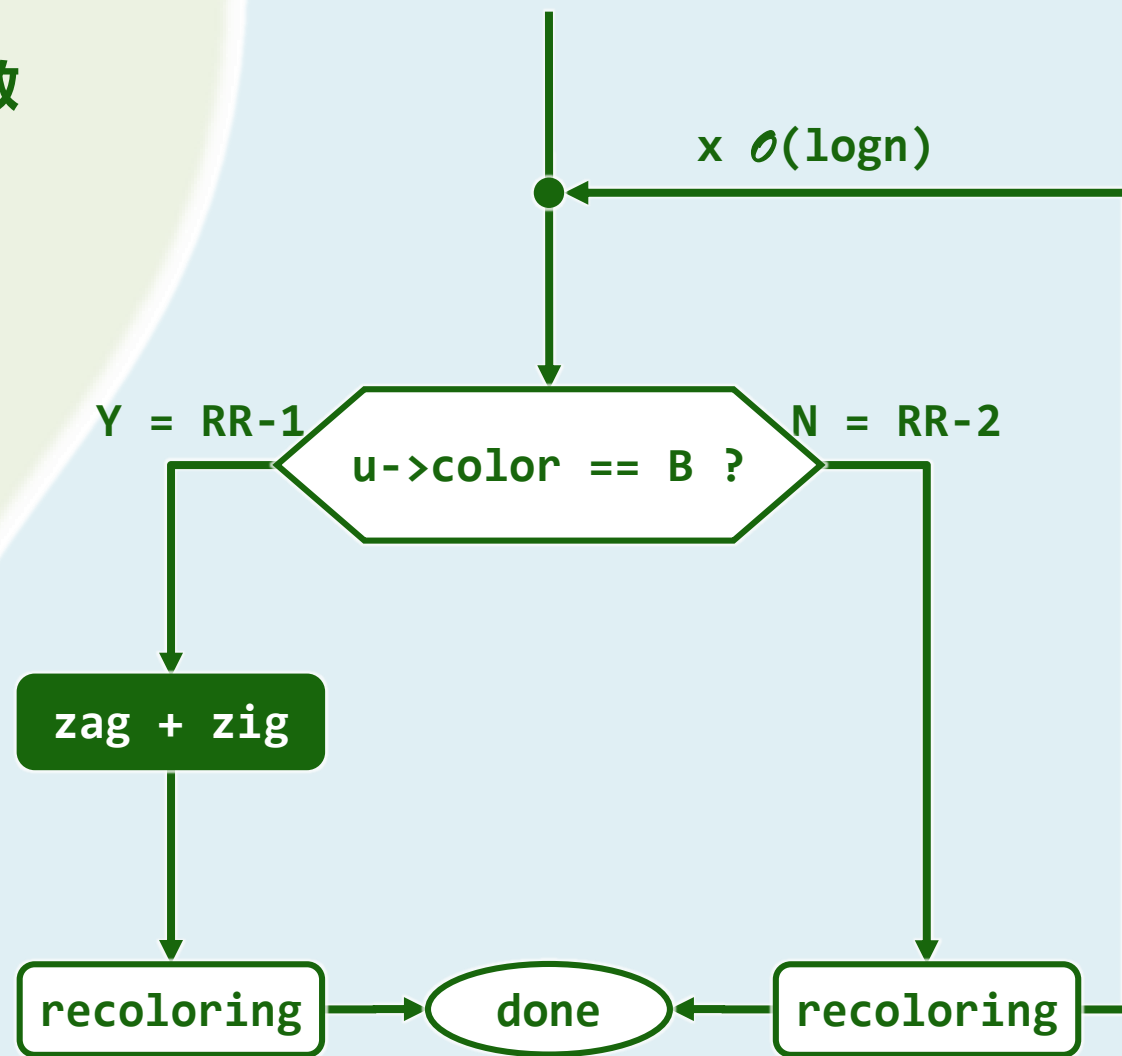 x O(logn)
Y = RR-1
N = RR-2
u->color == B ?
zag + zig
recoloring
done
recoloring